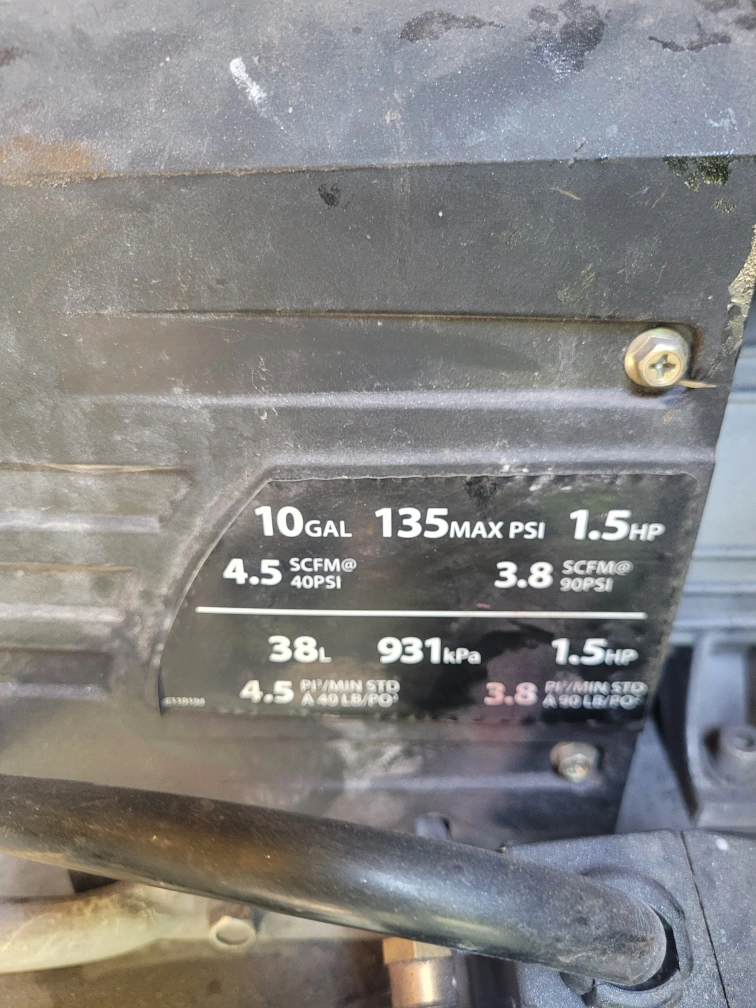 10GAL 135MAX PSI 1.5HP
4.5 SCFM@ 40PSI 3.8 SCFM@ 90PSI
38L 931kPa 1.5HP
4.5 PI³/MIN STD A 40 LB/PO² 3.8 PI³/MIN STD A 90 LB/PO²